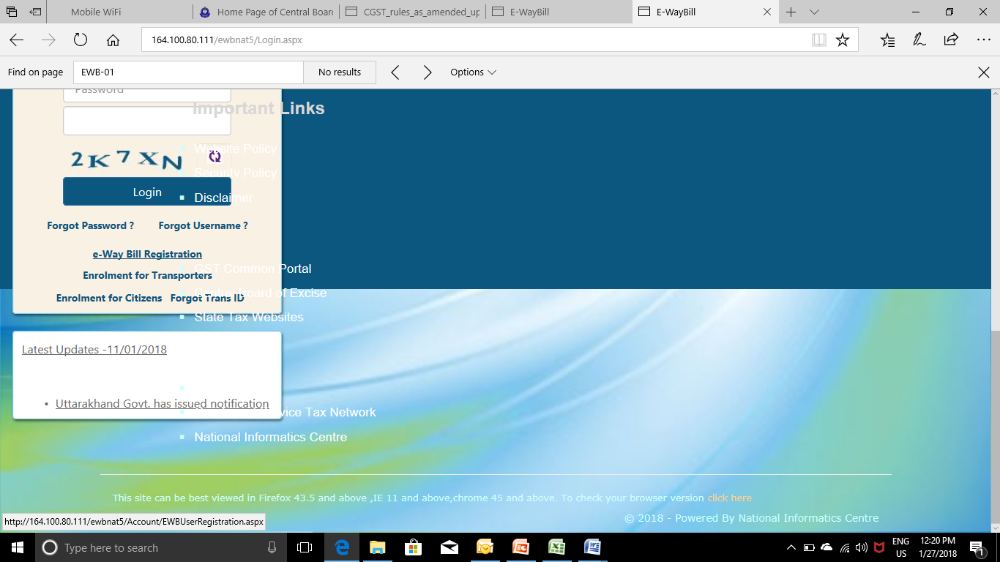 Mobile WiFi
Home Page of Central Boar
CGST_rules_as_amended_up
E-WayBill
E-WayBill
164.100.80.111/ewbnat5/Login.aspx
Find on page
EWB-01
No results
Options
Password
Important Links
Website Policy
2K7XN
Security Policy
Login
Disclaimer
Forgot Password ?
Forgot Username ?
e-Way Bill Registration
GST Common Portal
Enrolment for Transporters
Central Board of Excise
Enrolment for Citizens
Forgot Trans ID
State Tax Websites
Latest Updates -11/01/2018
• Uttarakhand Govt. has issued notification
vice Tax Network
National Informatics Centre
This site can be best viewed in Firefox 43.5 and above ,IE 11 and above,chrome 45 and above. To check your browser version click here
© 2018 - Powered By National Informatics Centre
http://164.100.80.111/ewbnat5/Account/EWBUserRegistration.aspx
Type here to search
ENG
US
12:20 PM
1/27/2018
1